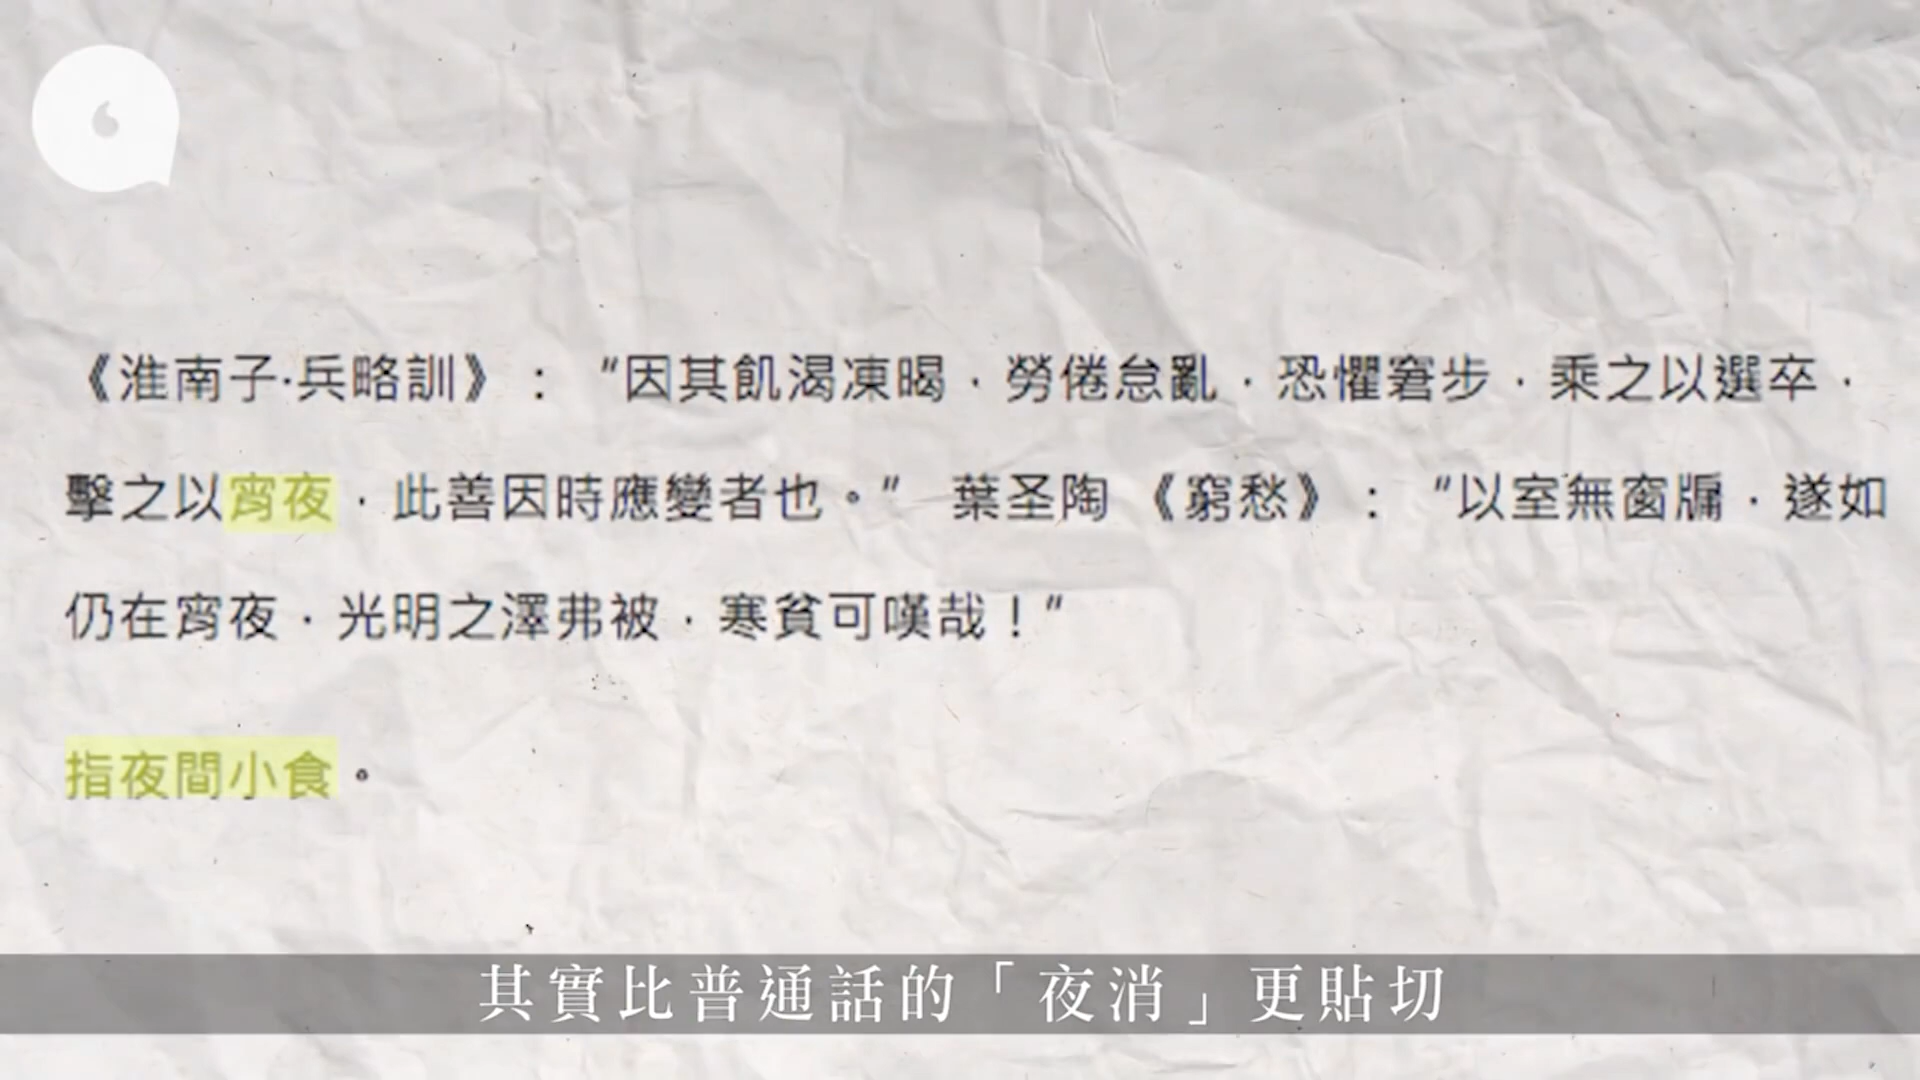 《淮南子·兵略訓》：“因其飢渴凍暍，勞倦怠亂，恐懼窘步，乘之以選卒，
擊之以宵夜，此善因時應變者也。” 葉圣陶《窮愁》：“以室無窗牖，遂如
仍在宵夜，光明之澤弗被，寒貧可嘆哉！”
指夜間小食。
其實比普通話的「夜消」更貼切